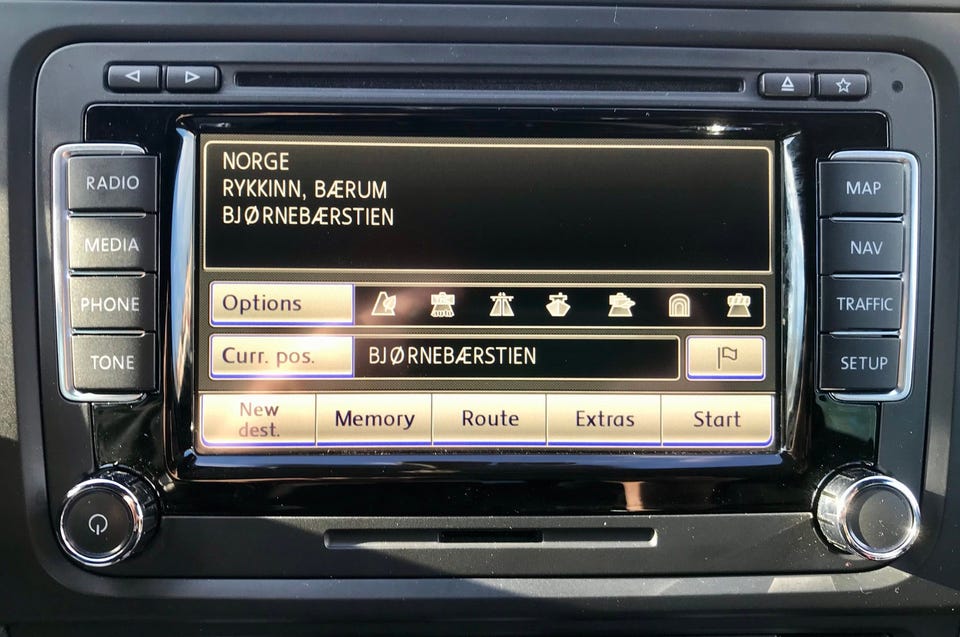 RADIO
MEDIA
PHONE
TONE
NORGE
RYKKINN, BÆRUM
BJØRNEBÆRSTIEN
Options
Curr. pos.
BJØRNEBÆRSTIEN
New
dest.
Memory
Route
Extras
Start
MAP
NAV
TRAFFIC
SETUP